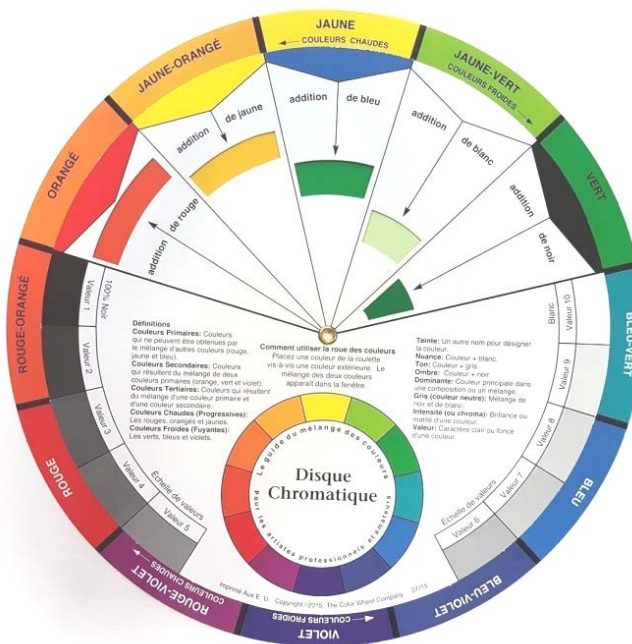 JAUNE
COULEURS CHAUDES
JAUNE-VERT
COULEURS FROIDES
VERT
BLEU-VERT
BLEU
BLEU-VIOLET
VIOLET
COULEURS FROIDES
ROUGE-VIOLET
COULEURS CHAUDES
ROUGE
ROUGE-ORANGÉ
ORANGÉ
JAUNE-ORANGÉ
addition de rouge
addition de jaune
addition de bleu
addition de blanc
addition de noir
100% Noir
Valeur 1
Valeur 2
Valeur 3
Valeur 4
Valeur 5
Échelle de valeurs
Définitions
Couleurs Primaires: Couleurs
qui ne peuvent être obtenues par
le mélange d'autres couleurs (rouge,
jaune et bleu).
Couleurs Secondaires: Couleurs
qui résultent du mélange de deux
couleurs primaires (orange, vert et violet)
Couleurs Tertiaires: Couleurs qui résultent
du mélange d'une couleur primaire et
d'une couleur secondaire.
Couleurs Chaudes (Progressives):
Les rouges, orangés et jaunes.
Couleurs Froides (Fuyantes):
Les verts, bleus et violets.
Comment utiliser la roue des couleurs
Placez une couleur de la roulette
vis-à-vis une couleur extérieure. Le
mélange des deux couleurs
apparaît dans la fenêtre
Teinte: Un autre nom pour désigner
la couleur.
Nuance: Couleur + blanc.
Ton: Couleur + gris.
Ombre: Couleur + noir
Dominante: Couleur principale dans
une composition ou un mélange.
Gris (couleur neutre): Mélange de
noir et de blanc.
Intensité (ou chroma): Brillance ou
matité d'une couleur.
Valeur: Caractère clair ou foncé
d'une couleur.
Blanc
Valeur 10
Valeur 9
Valeur 8
Valeur 7
Valeur 6
Échelle de valeurs
Le guide du mélange des couleurs
Disque
Chromatique
Pour les artistes professionnels et amateurs
Imprimé Aux E. U. Copyright ©2015, The Color Wheel Company 07/15